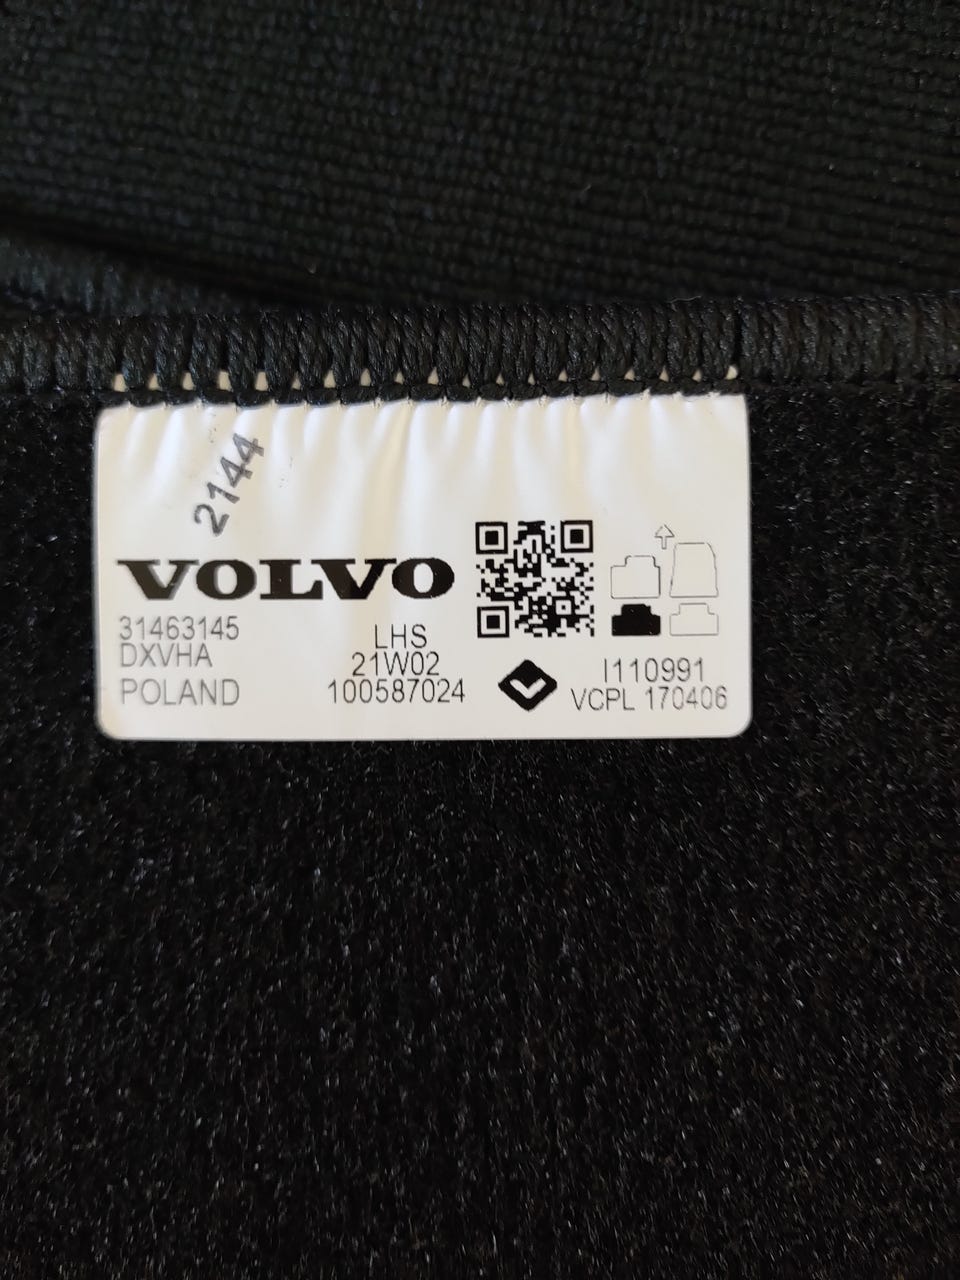 2144
VOLVO
31463145
DXVHA
POLAND
LHS
21W02
100587024
I110991
VCPL 170406